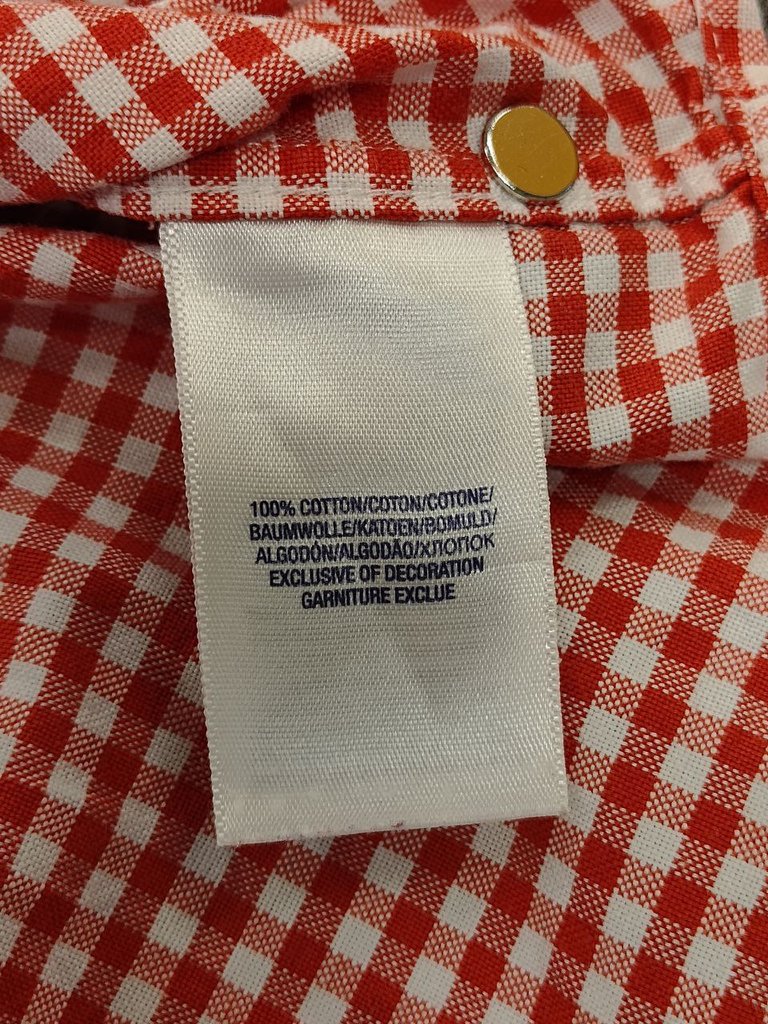 100% COTTON/COTON/COTONE/
BAUMWOLLE/KATOEN/BOMULD/
ALGODÓN/ALGODÃO/ХЛОПОК
EXCLUSIVE OF DECORATION
GARNITURE EXCLUE